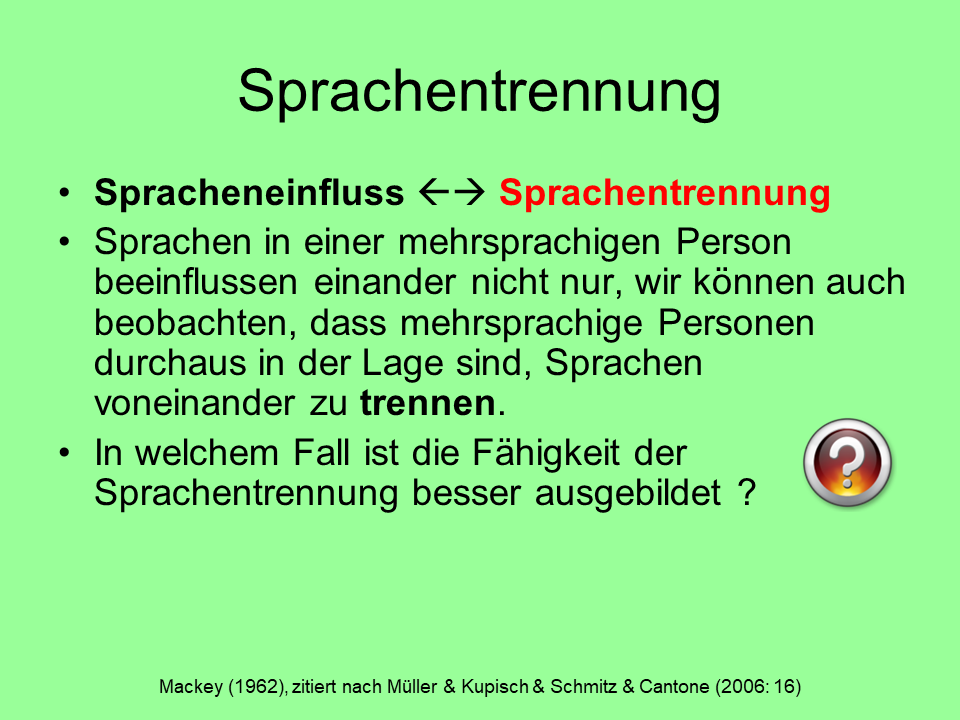 Sprachentrennung
• Spracheneinfluss ←→ Sprachentrennung
• Sprachen in einer mehrsprachigen Person
beeinflussen einander nicht nur, wir können auch
beobachten, dass mehrsprachige Personen
durchaus in der Lage sind, Sprachen
voneinander zu trennen.
• In welchem Fall ist die Fähigkeit der
Sprachentrennung besser ausgebildet ?
?
Mackey (1962), zitiert nach Müller & Kupisch & Schmitz & Cantone (2006: 16)